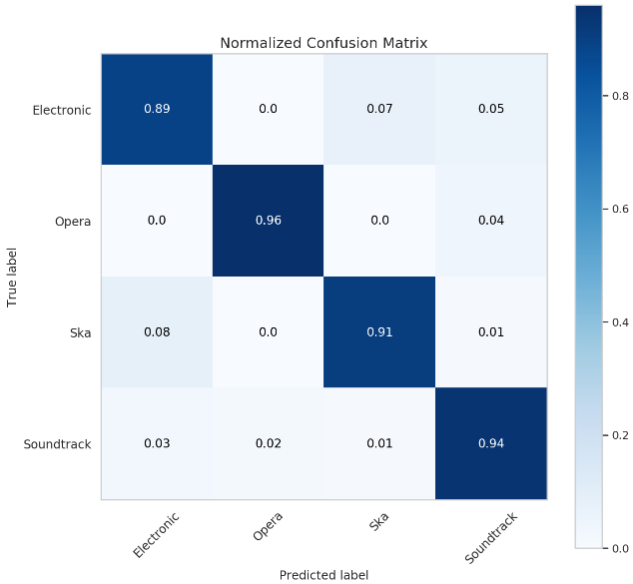 Normalized Confusion Matrix
Electronic 0.89 0.0 0.07 0.05
Opera 0.0 0.96 0.0 0.04
Ska 0.08 0.0 0.91 0.01
Soundtrack 0.03 0.02 0.01 0.94
Electronic Opera Ska Soundtrack
Predicted label
True label
0.8
0.6
0.4
0.2
0.0